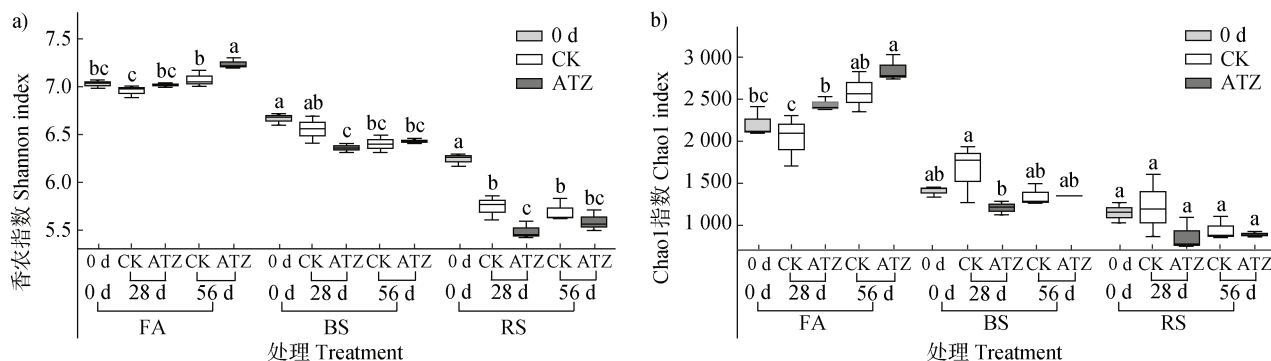 a)
香农指数 Shannon index
7.5
7.0
6.5
6.0
5.5
0 d
CK
ATZ
bc c bc b a
a ab c bc bc
a b c b bc
0 d CK ATZ CK ATZ 0 d CK ATZ CK ATZ 0 d CK ATZ CK ATZ
0 d 28 d 56 d 0 d 28 d 56 d 0 d 28 d 56 d
FA BS RS
处理 Treatment
b)
Chao1指数 Chao1 index
3 000
2 500
2 000
1 500
1 000
0 d
CK
ATZ
bc c b ab a
ab a b ab ab
a a a a a
0 d CK ATZ CK ATZ 0 d CK ATZ CK ATZ 0 d CK ATZ CK ATZ
0 d 28 d 56 d 0 d 28 d 56 d 0 d 28 d 56 d
FA BS RS
处理 Treatment